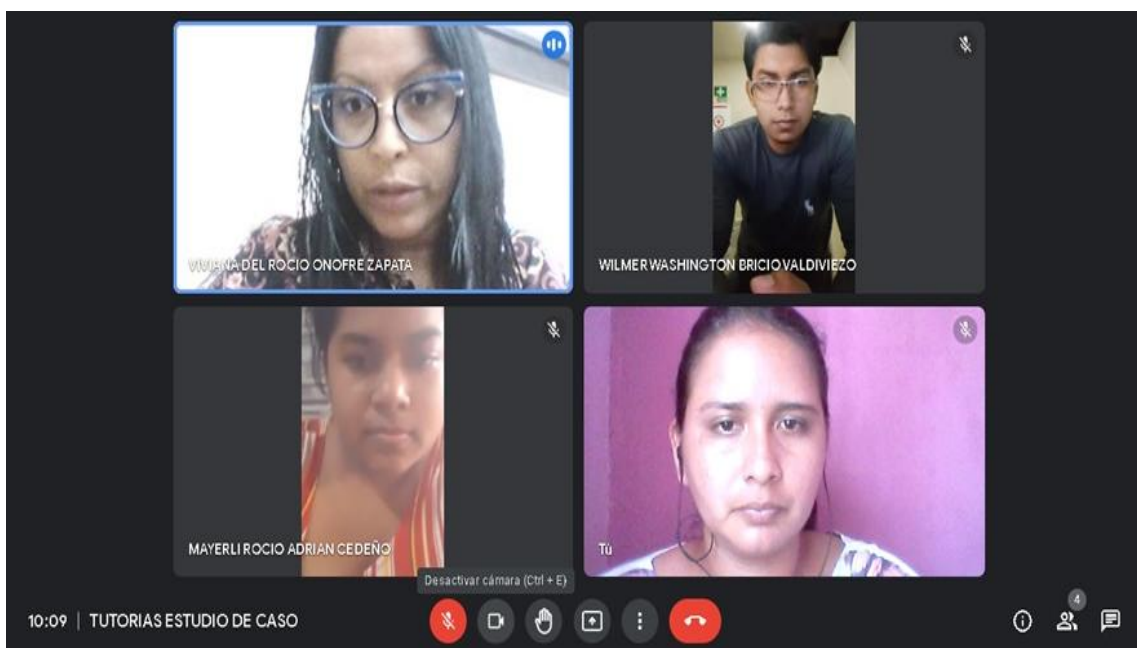 VIVIANA DEL ROCIO ONOFRE ZAPATA
WILMER WASHINGTON BRICIO VALDIVIEZO
MAYERLI ROCIO ADRIAN CEDEÑO
Tú
Desactivar cámara (Ctrl + E)
10:09 | TUTORIAS ESTUDIO DE CASO
4